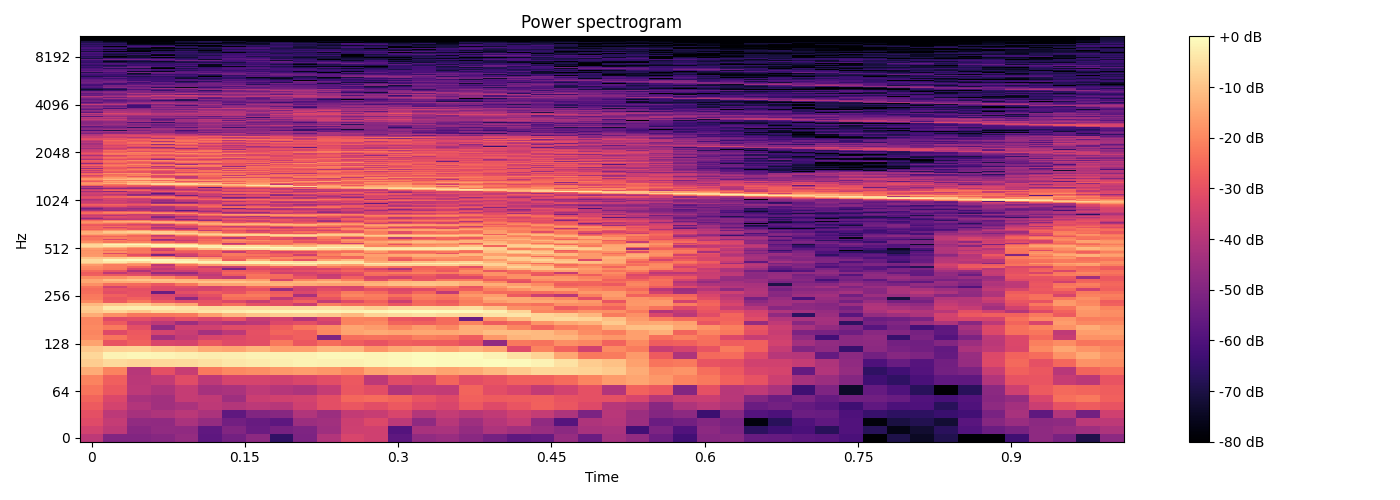 Power spectrogram
Hz
8192
4096
2048
1024
512
256
128
64
0
0 0.15 0.3 0.45 0.6 0.75 0.9
Time
+0 dB
-10 dB
-20 dB
-30 dB
-40 dB
-50 dB
-60 dB
-70 dB
-80 dB